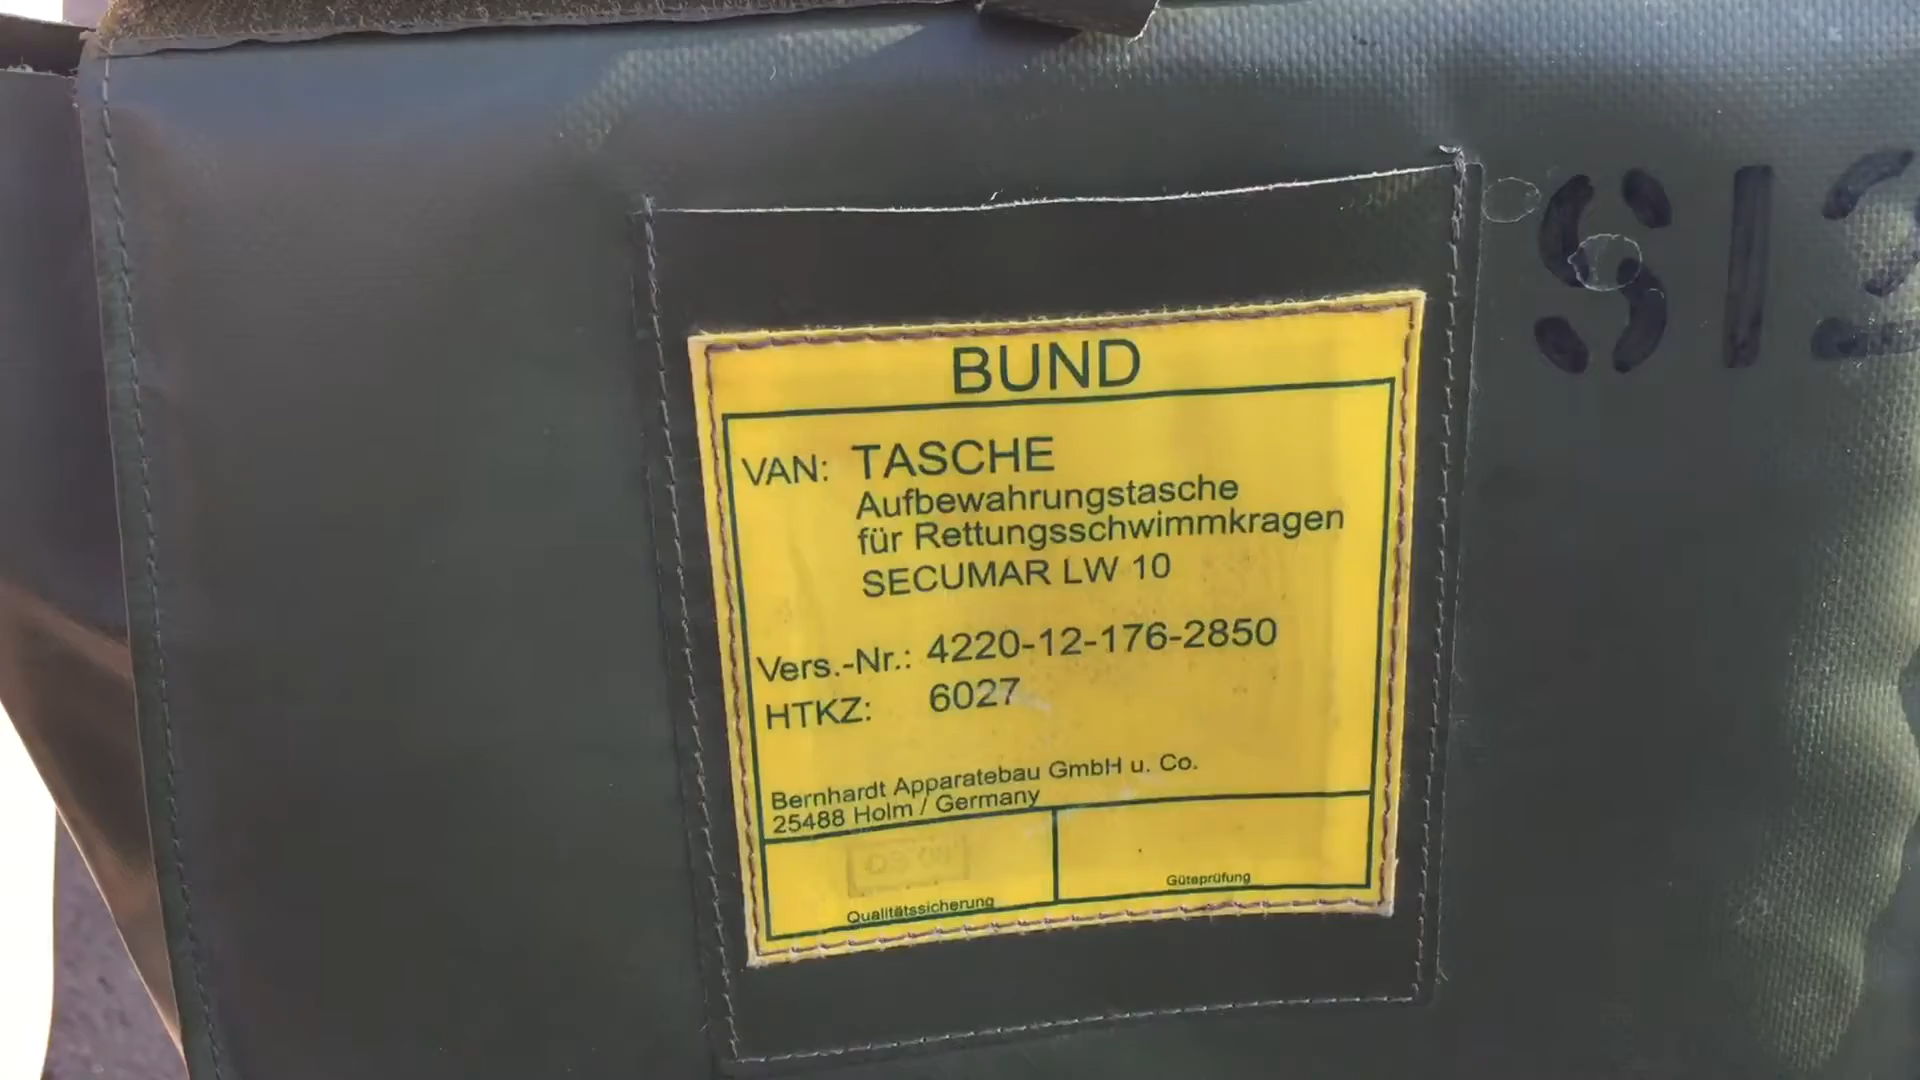 BUND
VAN: TASCHE
Aufbewahrungstasche
für Rettungsschwimmkragen
SECUMAR LW 10
Vers.-Nr.: 4220-12-176-2850
HTKZ: 6027
Bernhardt Apparatebau GmbH u. Co.
25488 Holm / Germany
Qualitätssicherung
Güteprüfung